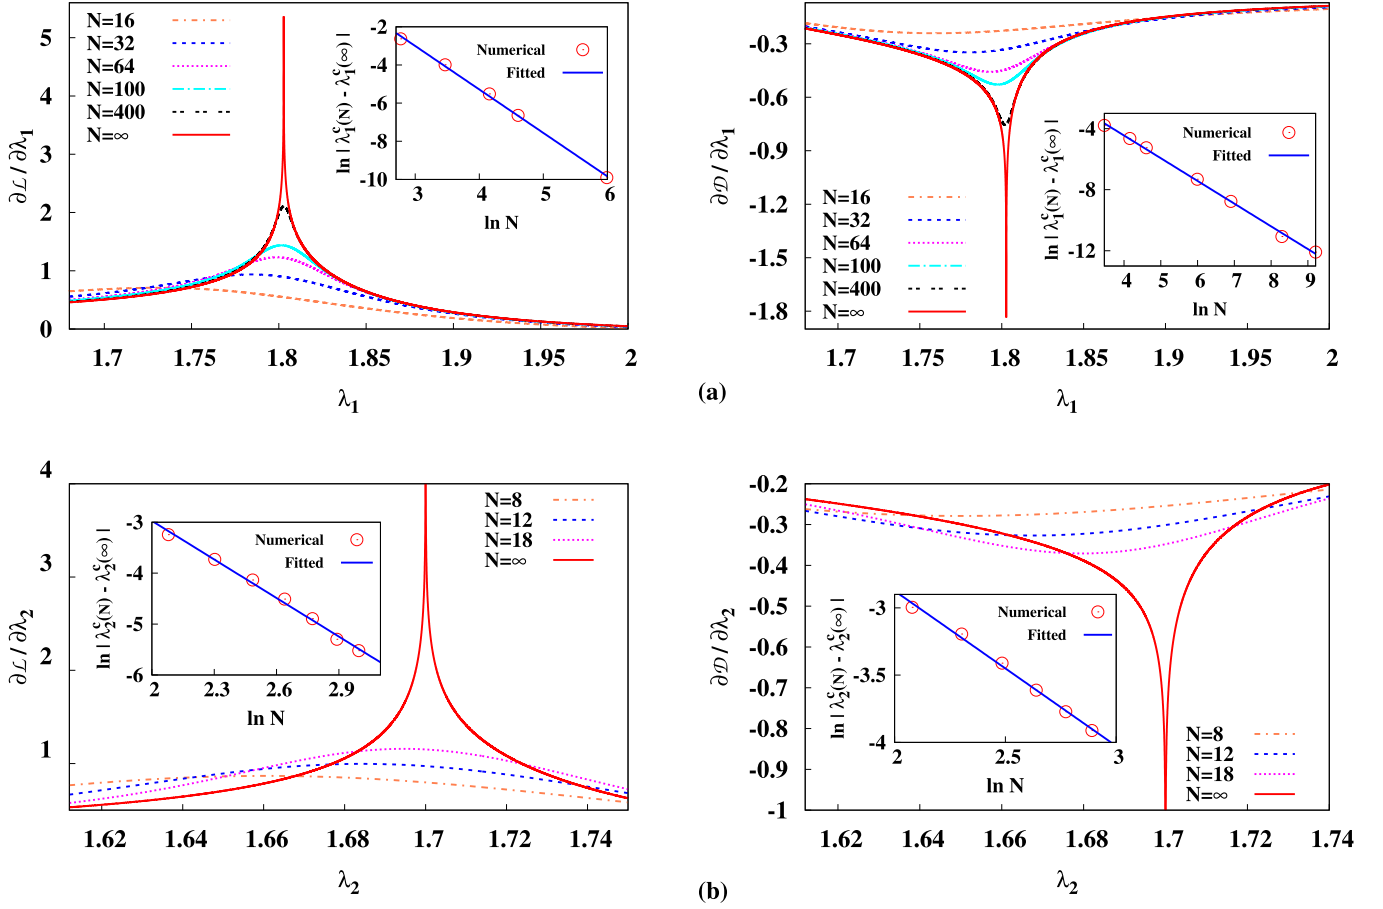 5
4
3
2
1
0
∂𝒯 / ∂λ1
N=16
N=32
N=64
N=100
N=400
N=∞
1.7
1.75
1.8
1.85
1.9
1.95
2
λ1
-2
-4
-6
-8
-10
ln | λ1^c(N) - λ1^c(∞) |
Numerical
Fitted
3
4
5
6
ln N
-0.3
-0.6
-0.9
-1.2
-1.5
-1.8
∂𝒟 / ∂λ1
N=16
N=32
N=64
N=100
N=400
N=∞
1.7
1.75
1.8
1.85
1.9
1.95
2
λ1
-4
-8
-12
ln | λ1^c(N) - λ1^c(∞) |
Numerical
Fitted
4
5
6
7
8
9
ln N
(a)
4
3
2
1
∂𝒯 / ∂λ2
N=8
N=12
N=18
N=∞
1.62
1.64
1.66
1.68
1.7
1.72
1.74
λ2
-3
-4
-5
-6
ln | λ2^c(N) - λ2^c(∞) |
Numerical
Fitted
2
2.3
2.6
2.9
ln N
-0.2
-0.3
-0.4
-0.5
-0.6
-0.7
-0.8
-0.9
-1
∂𝒟 / ∂λ2
N=8
N=12
N=18
N=∞
1.62
1.64
1.66
1.68
1.7
1.72
1.74
λ2
-3
-3.5
-4
ln | λ2^c(N) - λ2^c(∞) |
Numerical
Fitted
2
2.5
3
ln N
(b)